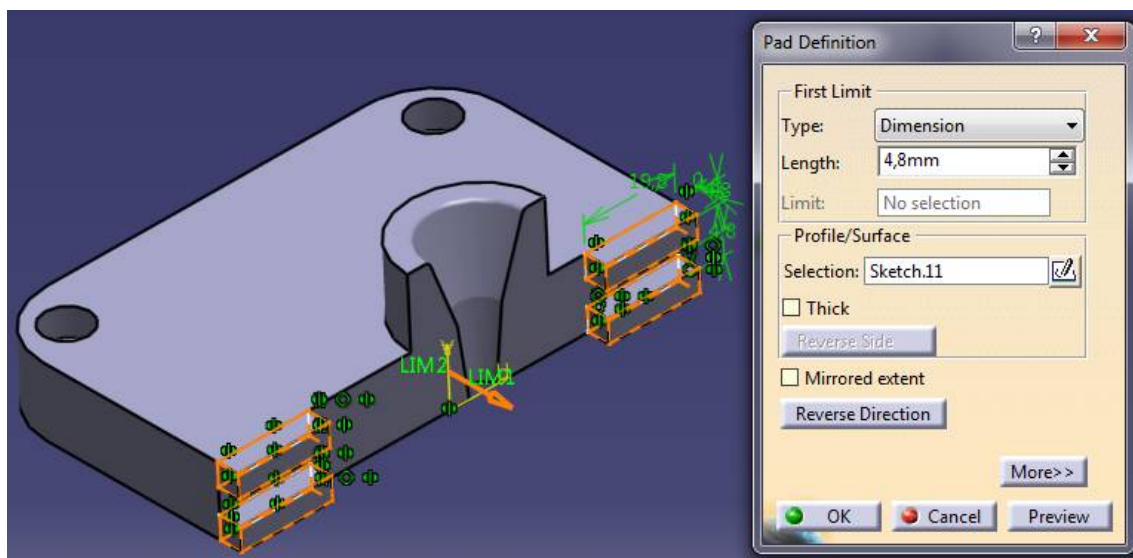 Pad Definition
?
X
First Limit
Type: Dimension
Length: 4,8mm
Limit: No selection
Profile/Surface
Selection: Sketch.11
Thick
Reverse Side
Mirrored extent
Reverse Direction
More>>
OK Cancel Preview
LIM2
LIM1